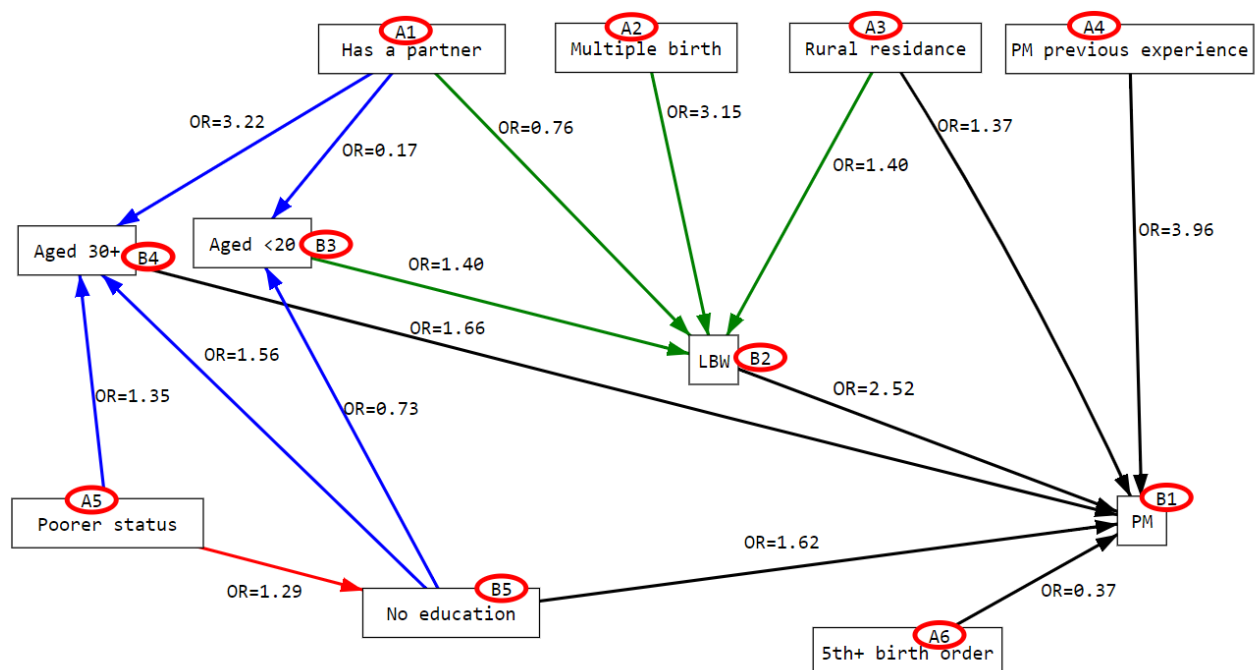 A1
Has a partner
A2
Multiple birth
A3
Rural residance
A4
PM previous experience
OR=3.22
OR=0.17
OR=0.76
OR=3.15
OR=1.40
OR=1.37
OR=3.96
Aged 30+
B4
Aged <20
B3
OR=1.40
OR=1.66
OR=1.56
OR=1.35
OR=0.73
LBW
B2
OR=2.52
A5
Poorer status
B1
PM
OR=1.29
OR=1.62
B5
No education
OR=0.37
A6
5th+ birth order